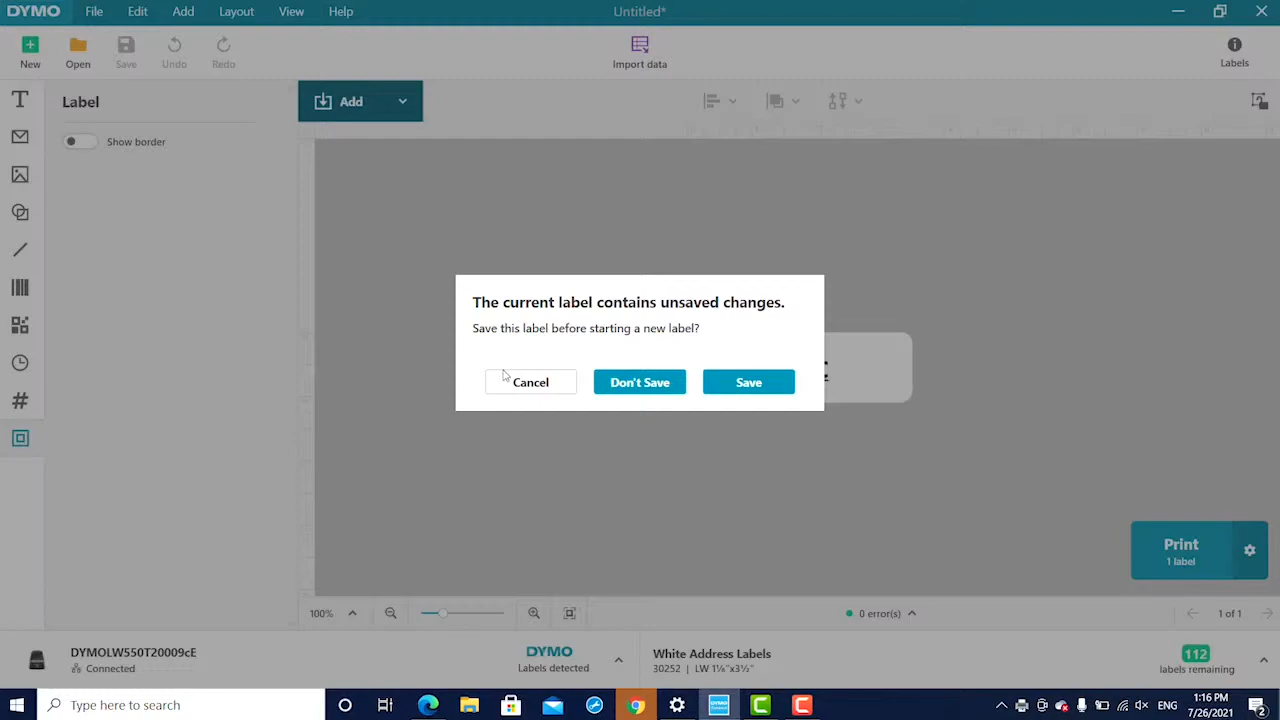 DYMO File Edit Add Layout View Help Untitled*
New Open Save Undo Redo Import data Labels
Label
Add
Show border
The current label contains unsaved changes.
Save this label before starting a new label?
Cancel Don't Save Save
Print
1 label
100% 0 error(s) 1 of 1
DYMOLW550T20009cE
Connected
DYMO
Labels detected
White Address Labels
30252 | LW 1⅛"x3½"
112
labels remaining
Type here to search
DYMO
ENG
1:16 PM
7/26/2021
2